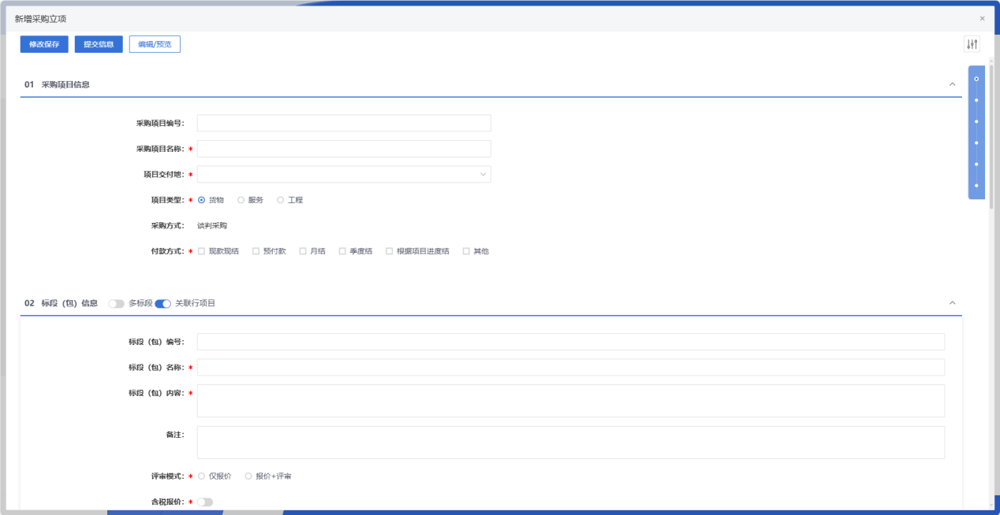 新增采购立项
修改保存 提交信息 编辑/预览
01 采购项目信息
采购项目编号：
采购项目名称：*
项目交付地：*
项目类型：* 货物 服务 工程
采购方式： 谈判采购
付款方式：* 现款现结 预付款 月结 季度结 根据项目进度结 其他
02 标段（包）信息 多标段 关联行项目
标段（包）编号：
标段（包）名称：*
标段（包）内容：*
备注：
评审模式：* 仅报价 报价+评审
含税报价：*